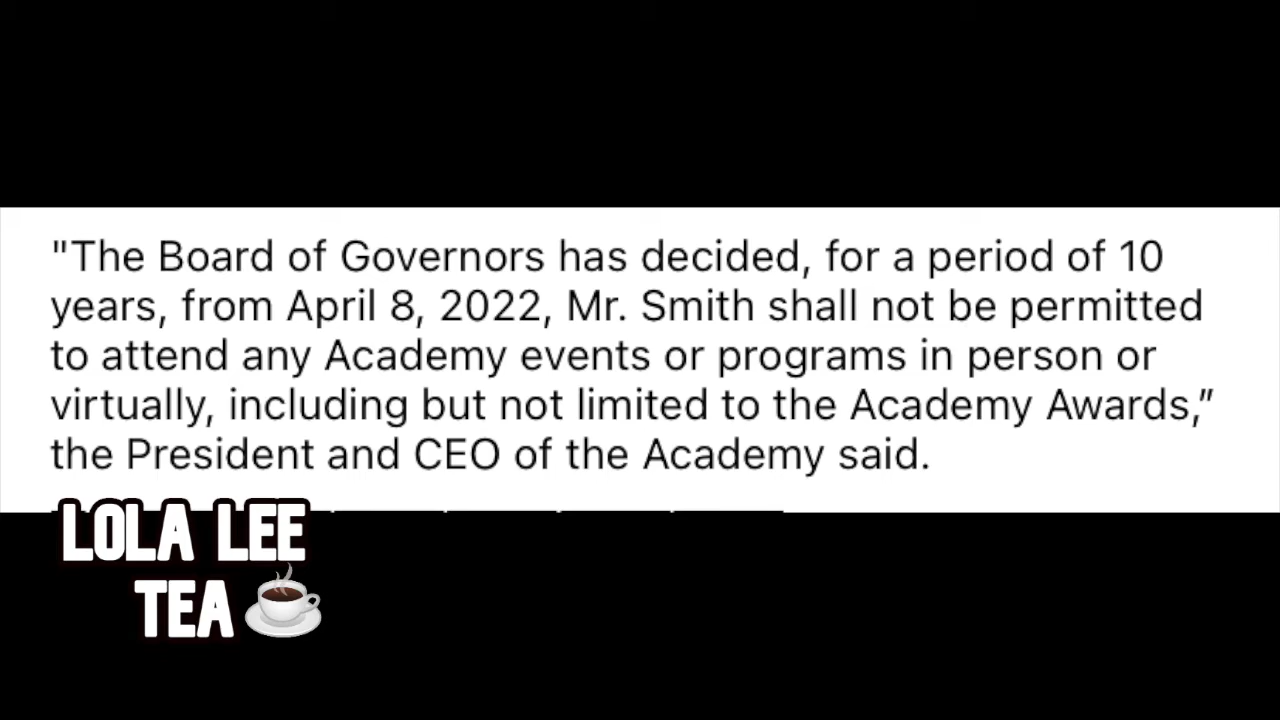 "The Board of Governors has decided, for a period of 10
years, from April 8, 2022, Mr. Smith shall not be permitted
to attend any Academy events or programs in person or
virtually, including but not limited to the Academy Awards,”
the President and CEO of the Academy said.
LOLA LEE
TEA